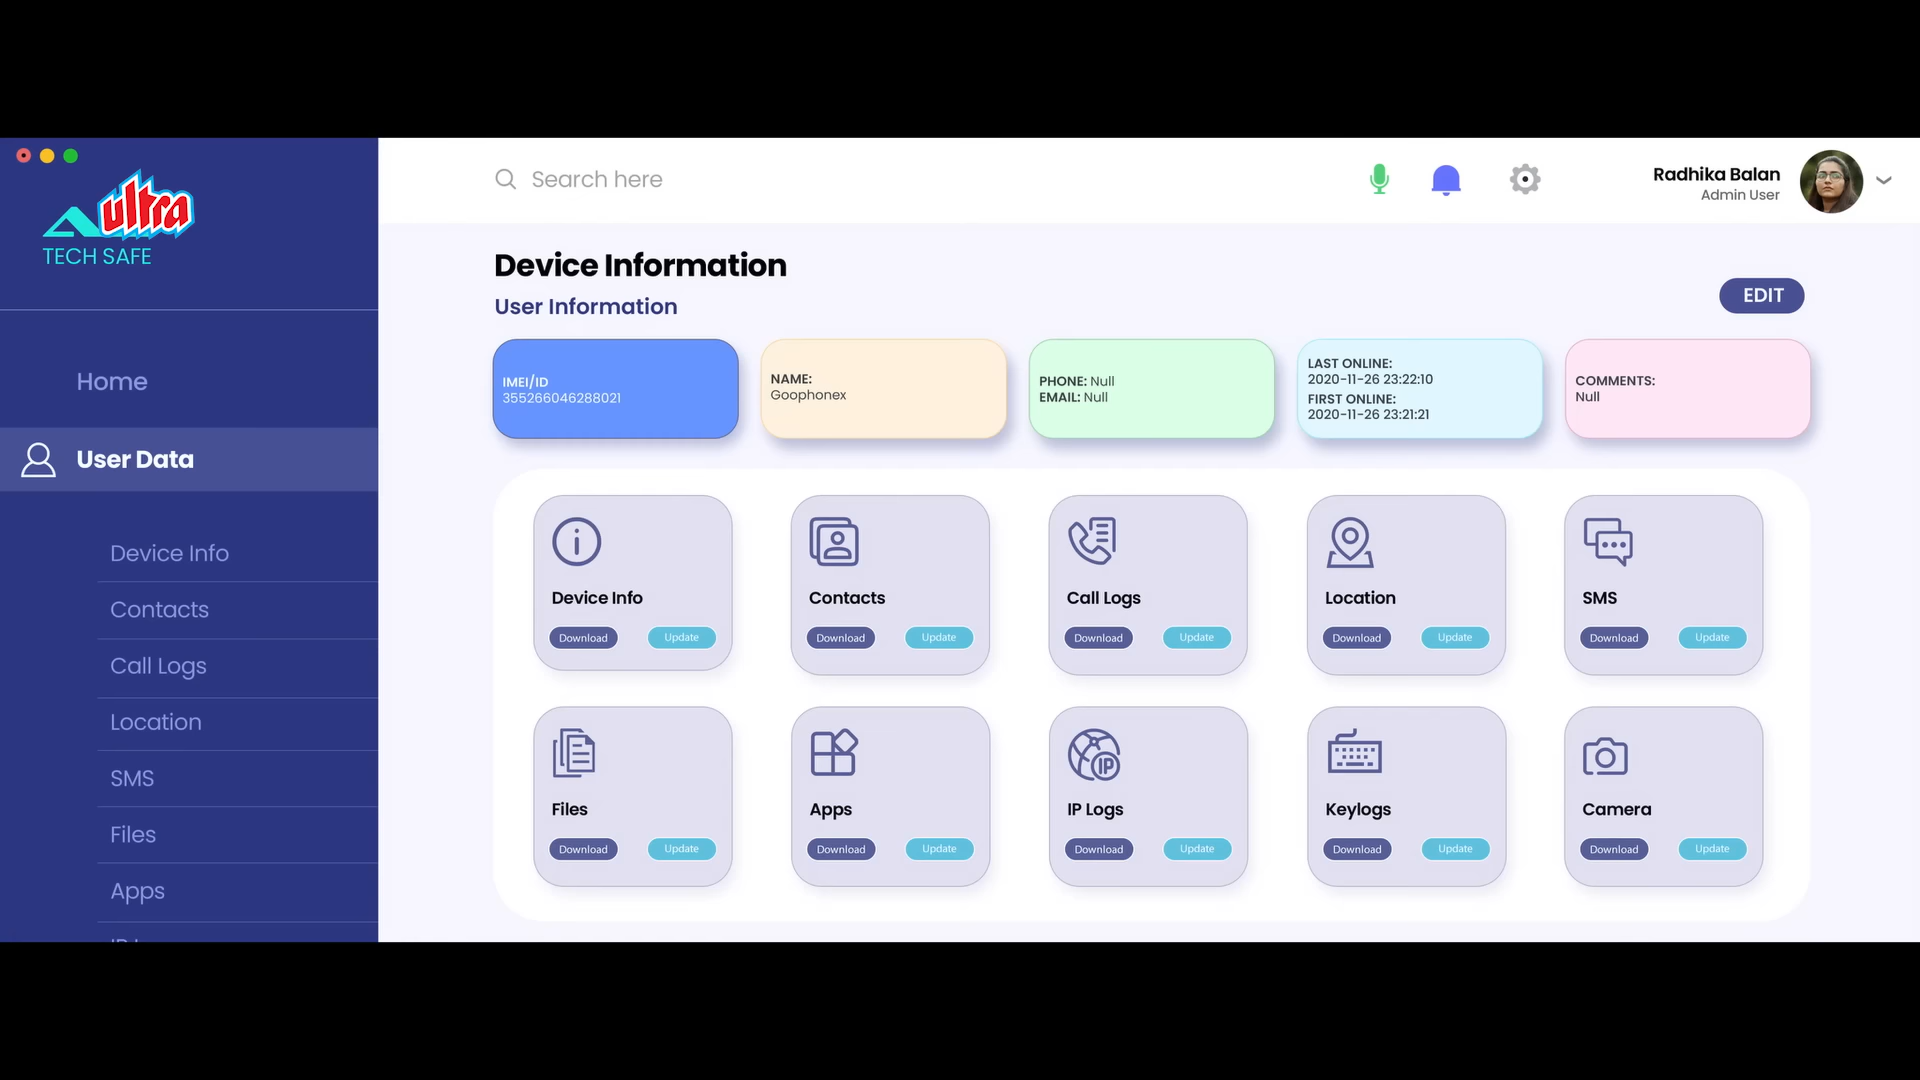 ultra
TECH SAFE
Search here
Radhika Balan
Admin User
Device Information
User Information
EDIT
Home
User Data
Device Info
Contacts
Call Logs
Location
SMS
Files
Apps
IMEI/ID
355266046288021
NAME:
Goophonex
PHONE: Null
EMAIL: Null
LAST ONLINE:
2020-11-26 23:22:10
FIRST ONLINE:
2020-11-26 23:21:21
COMMENTS:
Null
Device Info
Download Update
Contacts
Download Update
Call Logs
Download Update
Location
Download Update
SMS
Download Update
Files
Download Update
Apps
Download Update
IP Logs
IP
Download Update
Keylogs
Download Update
Camera
Download Update